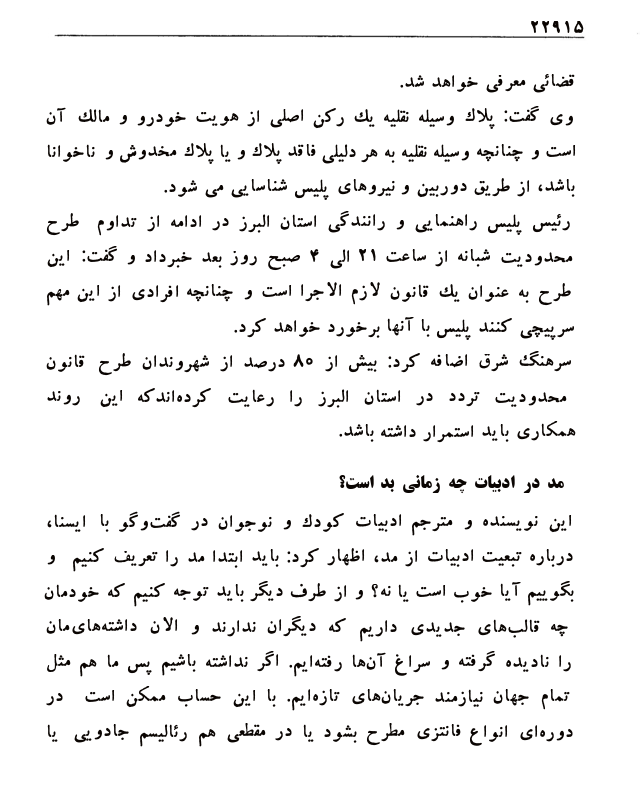 ۲۲۹۱۵
قضائی معرفی خواهد شد.
وی گفت: پلاك وسیله نقلیه یك رکن اصلی از هویت خودرو و مالك آن
است و چنانچه وسیله نقلیه به هر دلیلی فاقد پلاك و یا پلاك مخدوش و ناخوانا
باشد، از طریق دوربین و نیروهای پلیس شناسایی می شود.
رئیس پلیس راهنمایی و رانندگی استان البرز در ادامه از تداوم طرح
محدودیت شبانه از ساعت ۲۱ الی ۴ صبح روز بعد خبرداد و گفت: این
طرح به عنوان یك قانون لازم الاجرا است و چنانچه افرادی از این مهم
سرپیچی کنند پلیس با آنها برخورد خواهد کرد.
سرهنگ شرق اضافه کرد: بیش از ۸۰ درصد از شهروندان طرح قانون
محدودیت تردد در استان البرز را رعایت کرده‌اندکه این روند
همکاری باید استمرار داشته باشد.
مد در ادبیات چه زمانی بد است؟
این نویسنده و مترجم ادبیات کودك و نوجوان در گفت‌وگو با ایسنا،
درباره تبعیت ادبیات از مد، اظهار کرد: باید ابتدا مد را تعریف کنیم و
بگوییم آیا خوب است یا نه؟ و از طرف دیگر باید توجه کنیم که خودمان
چه قالب‌های جدیدی داریم که دیگران ندارند و الان داشته‌های‌مان
را نادیده گرفته و سراغ آن‌ها رفته‌ایم. اگر نداشته باشیم پس ما هم مثل
تمام جهان نیازمند جریان‌های تازه‌ایم. با این حساب ممکن است در
دوره‌ای انواع فانتزی مطرح بشود یا در مقطعی هم رئالیسم جادویی یا